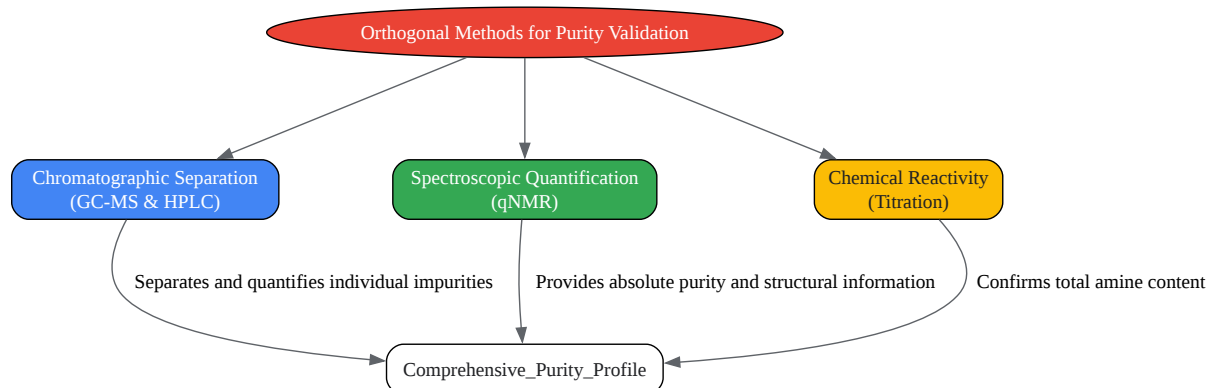 Orthogonal Methods for Purity Validation
Chromatographic Separation
(GC-MS & HPLC)
Spectroscopic Quantification
(qNMR)
Chemical Reactivity
(Titration)
Separates and quantifies individual impurities
Provides absolute purity and structural information
Confirms total amine content
Comprehensive_Purity_Profile